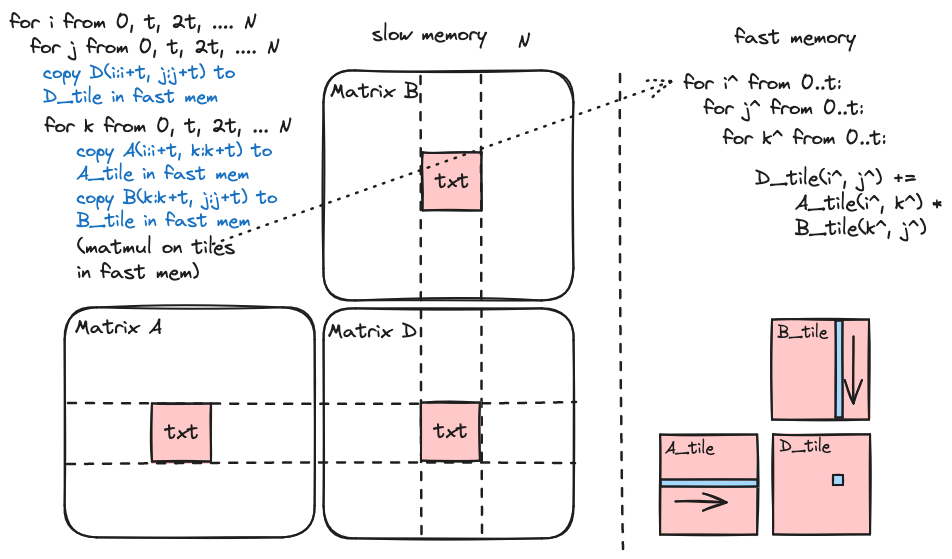 for i from 0, t, 2t, .... N
for j from 0, t, 2t, .... N
copy D(i:i+t, j:j+t) to
D_tile in fast mem
for k from 0, t, 2t, ... N
copy A(i:i+t, k:k+t) to
A_tile in fast mem
copy B(k:k+t, j:j+t) to
B_tile in fast mem
(matmul on tiles
in fast mem)
slow memory
N
Matrix B
txt
Matrix A
txt
Matrix D
txt
fast memory
for i^ from 0..t:
for j^ from 0..t:
for k^ from 0..t:
D_tile(i^, j^) +=
A_tile(i^, k^) *
B_tile(k^, j^)
B_tile
A_tile
D_tile